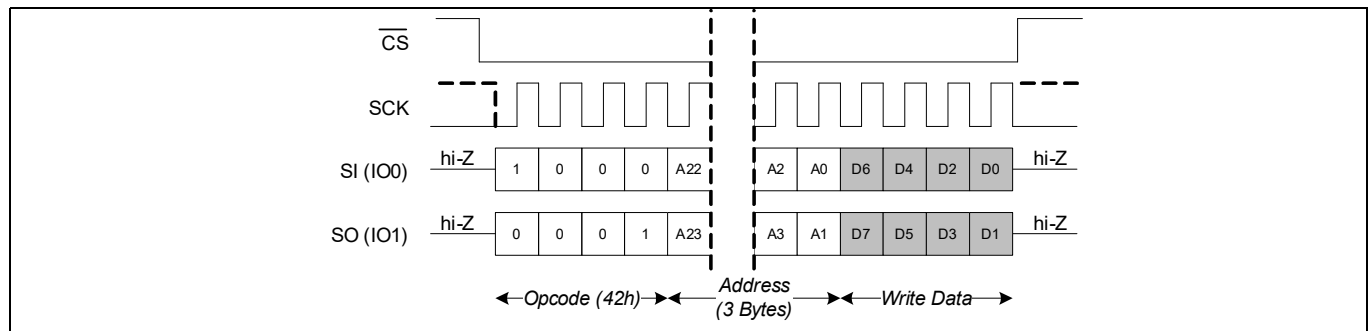 CS
SCK
hi-Z hi-Z
SI (IO0) 1 0 0 0 A22 A2 A0 D6 D4 D2 D0
hi-Z hi-Z
SO (IO1) 0 0 0 1 A23 A3 A1 D7 D5 D3 D1
Opcode (42h) Address (3 Bytes) Write Data